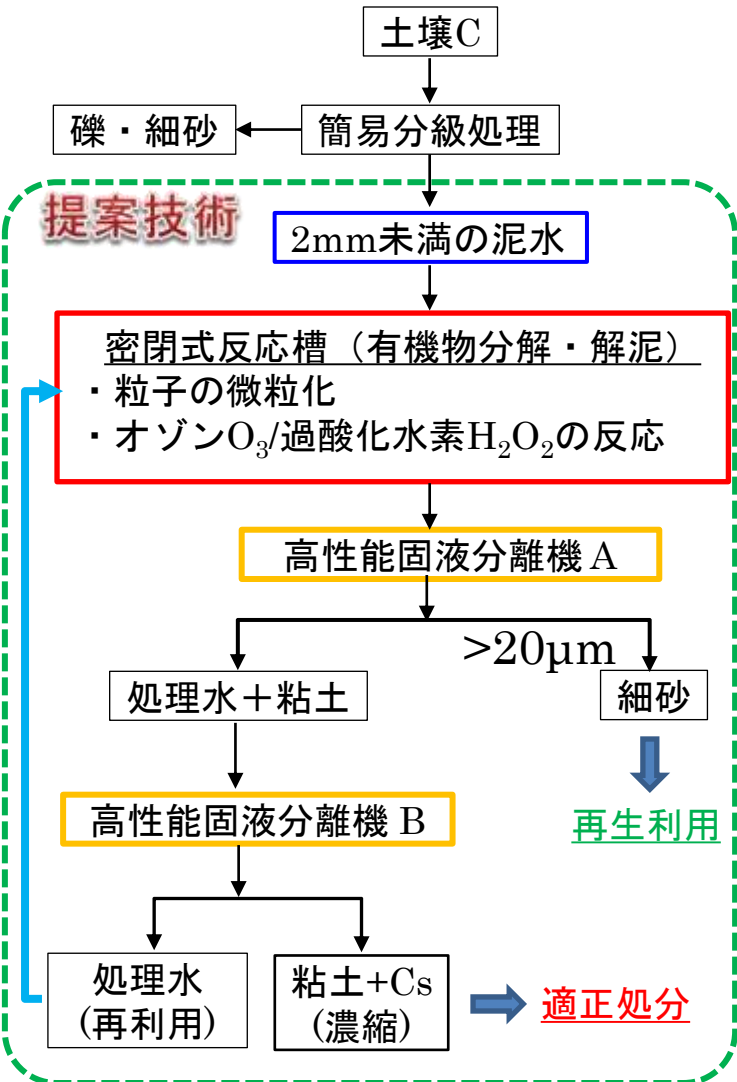 土壌C
礫・細砂
簡易分級処理
提案技術
2mm未満の泥水
密閉式反応槽（有機物分解・解泥）
・粒子の微粒化
・オゾンO₃/過酸化水素H₂O₂の反応
高性能固液分離機 A
>20μm
処理水＋粘土
細砂
高性能固液分離機 B
再生利用
処理水
(再利用)
粘土+Cs
(濃縮)
適正処分